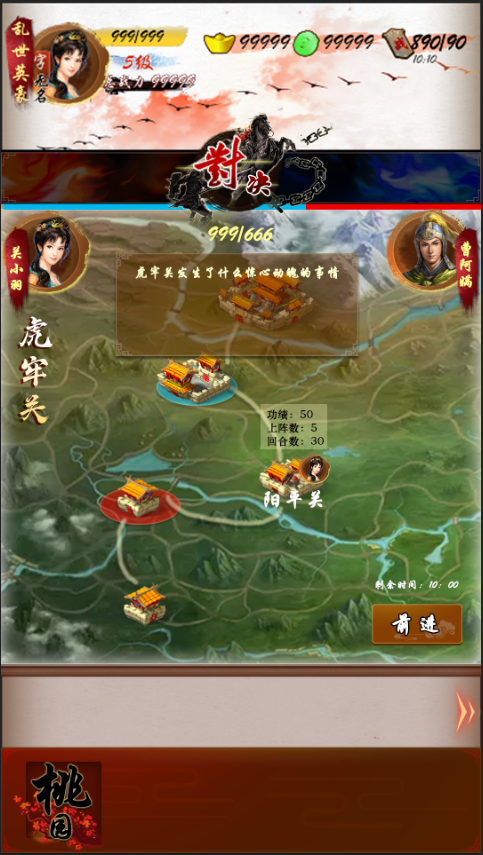 乱世英豪
字无名
999/999
5级
战力 99999
99999
99999
战
890/90
10:10
對决
999/666
关小羽
曹阿瞒
虎牢关发生了什么惊心动魄的事情
虎牢关
功绩：50
上阵数：5
回合数：30
阳平关
剩余时间：10：00
前进
桃园